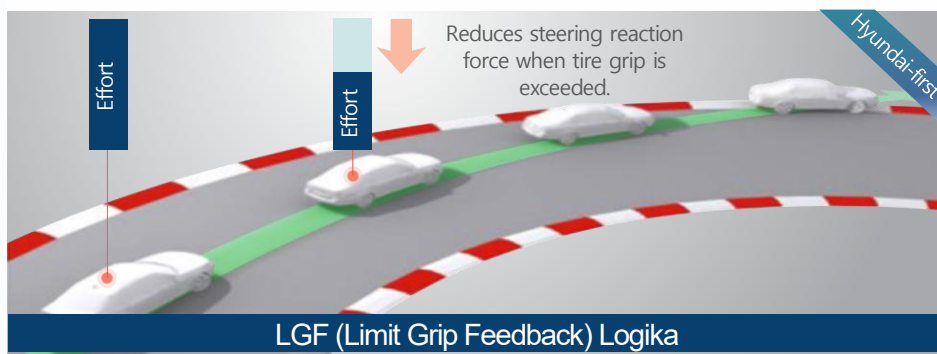 Effort
Effort
Reduces steering reaction
force when tire grip is
exceeded.
Hyundai-first
LGF (Limit Grip Feedback) Logika